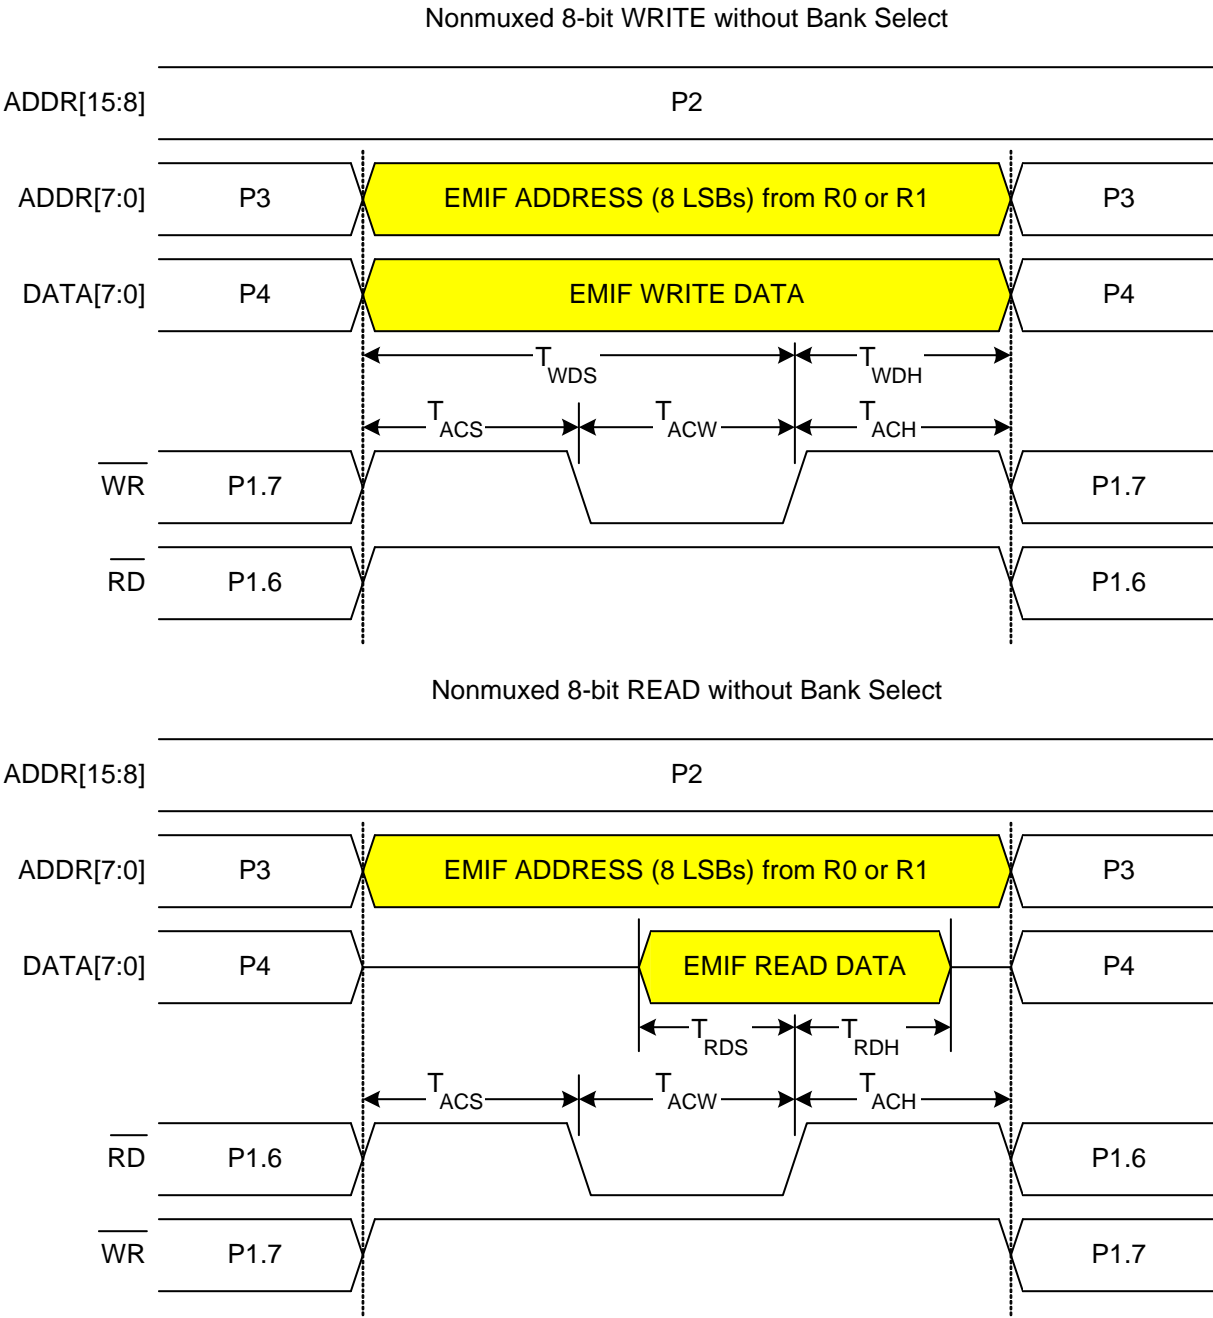 Nonmuxed 8-bit WRITE without Bank Select
ADDR[15:8] P2
ADDR[7:0] P3 EMIF ADDRESS (8 LSBs) from R0 or R1 P3
DATA[7:0] P4 EMIF WRITE DATA P4
TWDS TWDH
TACS TACW TACH
WR P1.7 P1.7
RD P1.6 P1.6
Nonmuxed 8-bit READ without Bank Select
ADDR[15:8] P2
ADDR[7:0] P3 EMIF ADDRESS (8 LSBs) from R0 or R1 P3
DATA[7:0] P4 EMIF READ DATA P4
TRDS TRDH
TACS TACW TACH
RD P1.6 P1.6
WR P1.7 P1.7